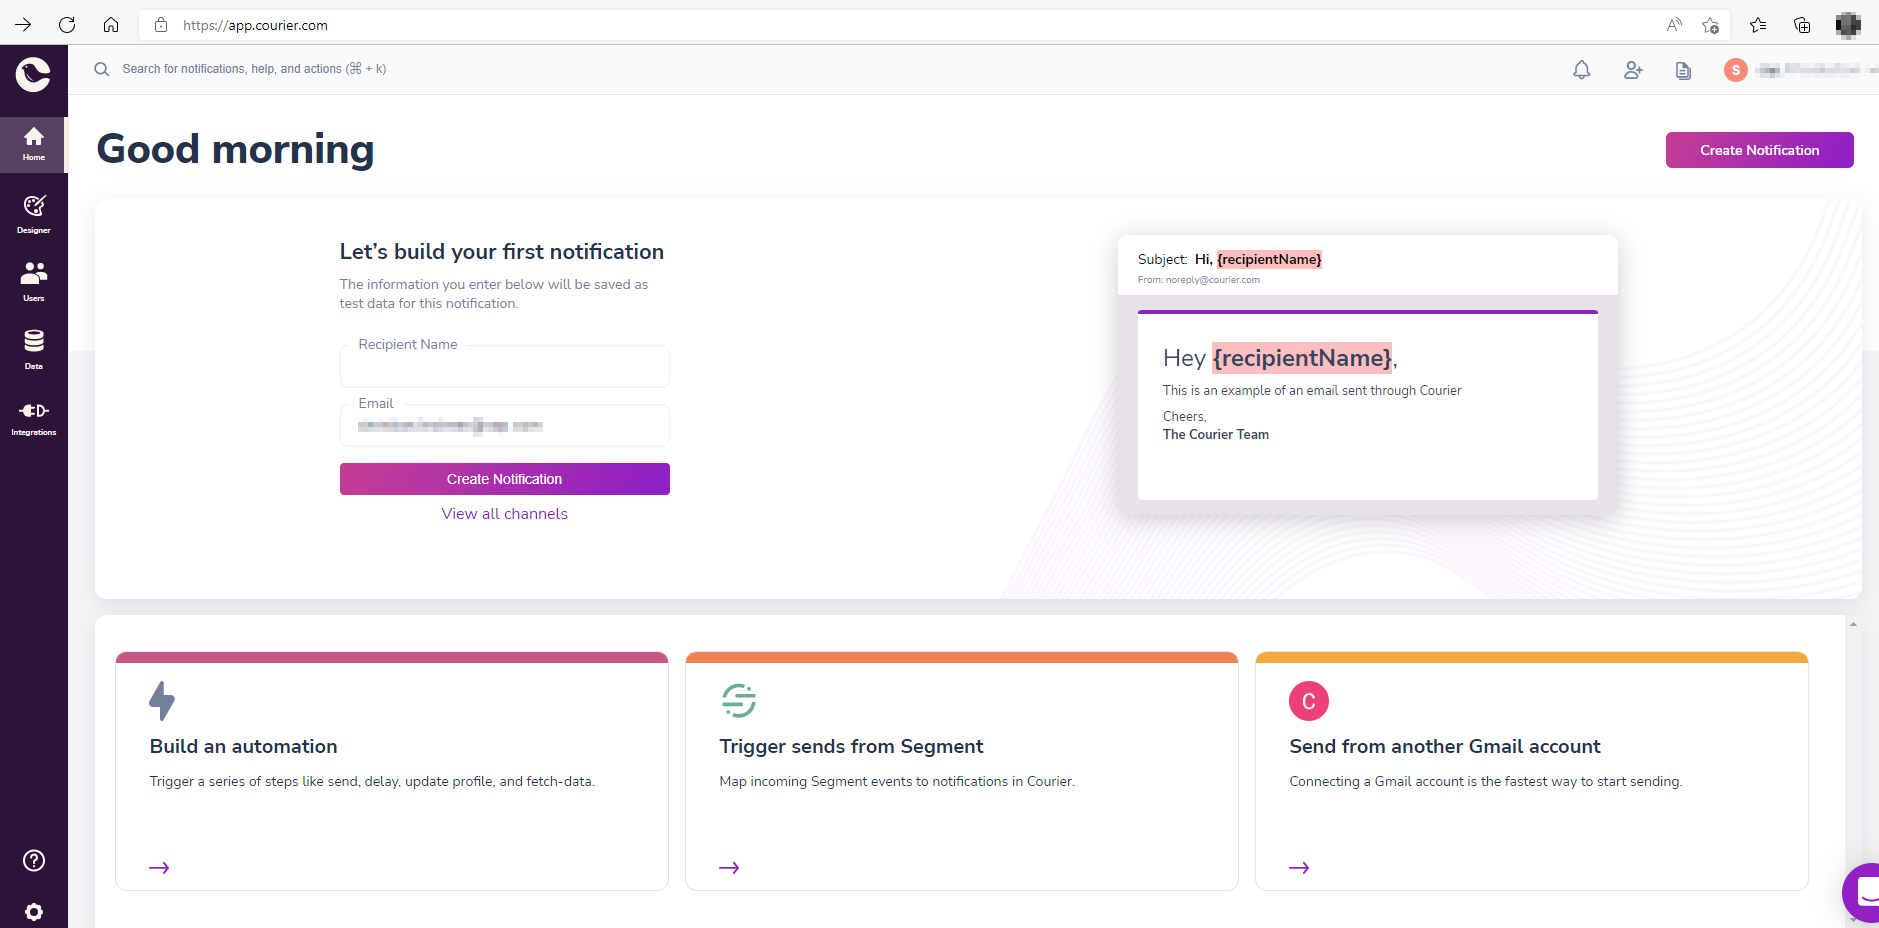 https://app.courier.com
Search for notifications, help, and actions (⌘ + k)
S
Home
Designer
Users
Data
Integrations
Good morning
Create Notification
Let's build your first notification
The information you enter below will be saved as
test data for this notification.
Recipient Name
Email
Create Notification
View all channels
Subject: Hi, {recipientName}
From: noreply@courier.com
Hey {recipientName},
This is an example of an email sent through Courier
Cheers,
The Courier Team
Build an automation
Trigger a series of steps like send, delay, update profile, and fetch-data.
Trigger sends from Segment
Map incoming Segment events to notifications in Courier.
C
Send from another Gmail account
Connecting a Gmail account is the fastest way to start sending.